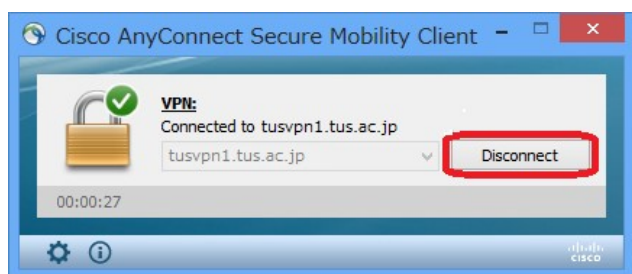 Cisco AnyConnect Secure Mobility Client
VPN:
Connected to tusvpn1.tus.ac.jp
tusvpn1.tus.ac.jp
Disconnect
00:00:27
CISCO